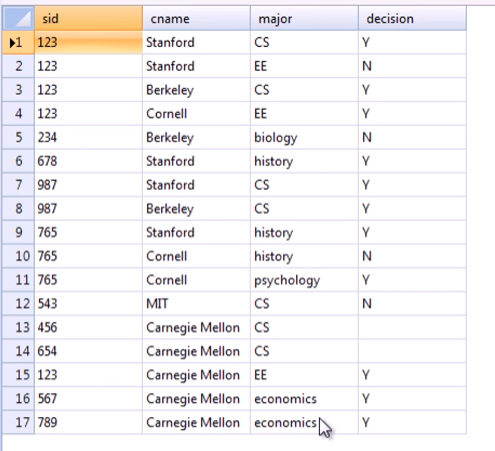 sid cname major decision
1 123 Stanford CS Y
2 123 Stanford EE N
3 123 Berkeley CS Y
4 123 Cornell EE Y
5 234 Berkeley biology N
6 678 Stanford history Y
7 987 Stanford CS Y
8 987 Berkeley CS Y
9 765 Stanford history Y
10 765 Cornell history N
11 765 Cornell psychology Y
12 543 MIT CS N
13 456 Carnegie Mellon CS
14 654 Carnegie Mellon CS
15 123 Carnegie Mellon EE Y
16 567 Carnegie Mellon economics Y
17 789 Carnegie Mellon economics Y